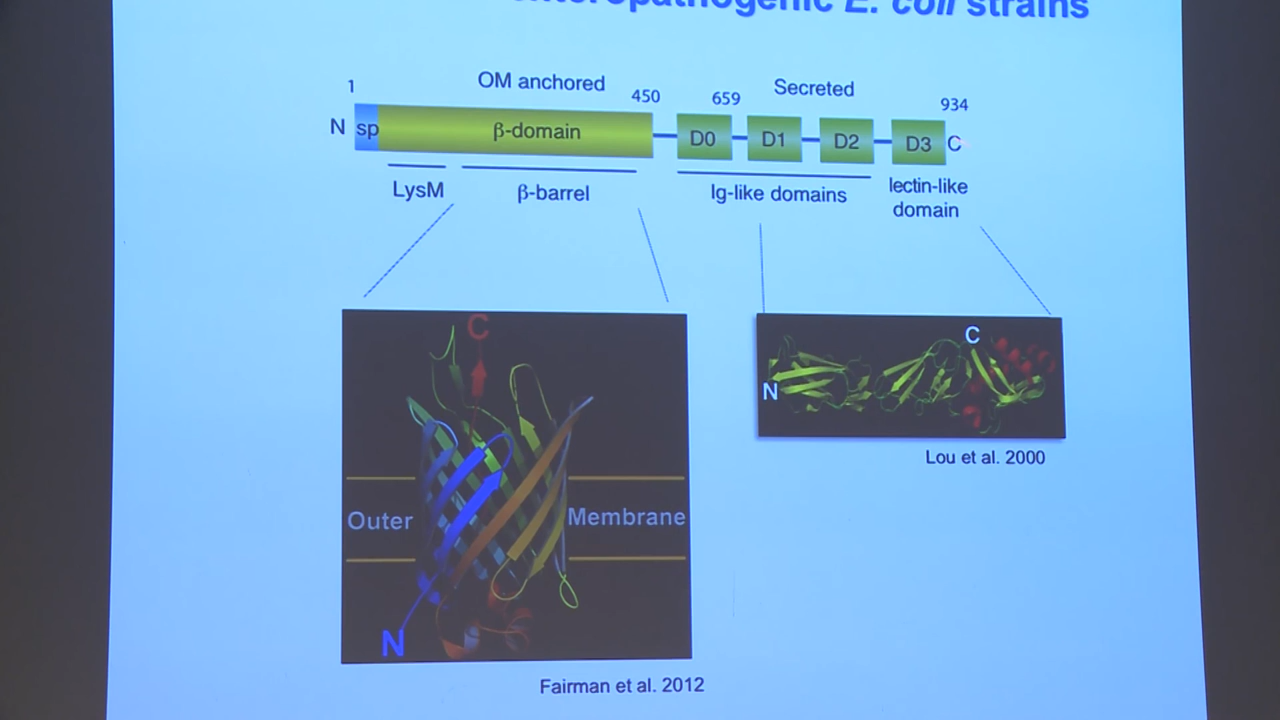 E. coli strains
1
OM anchored
450
659
Secreted
934
N
sp
β-domain
D0
D1
D2
D3
C
LysM
β-barrel
Ig-like domains
lectin-like
domain
C
Outer
Membrane
N
N
C
Lou et al. 2000
Fairman et al. 2012